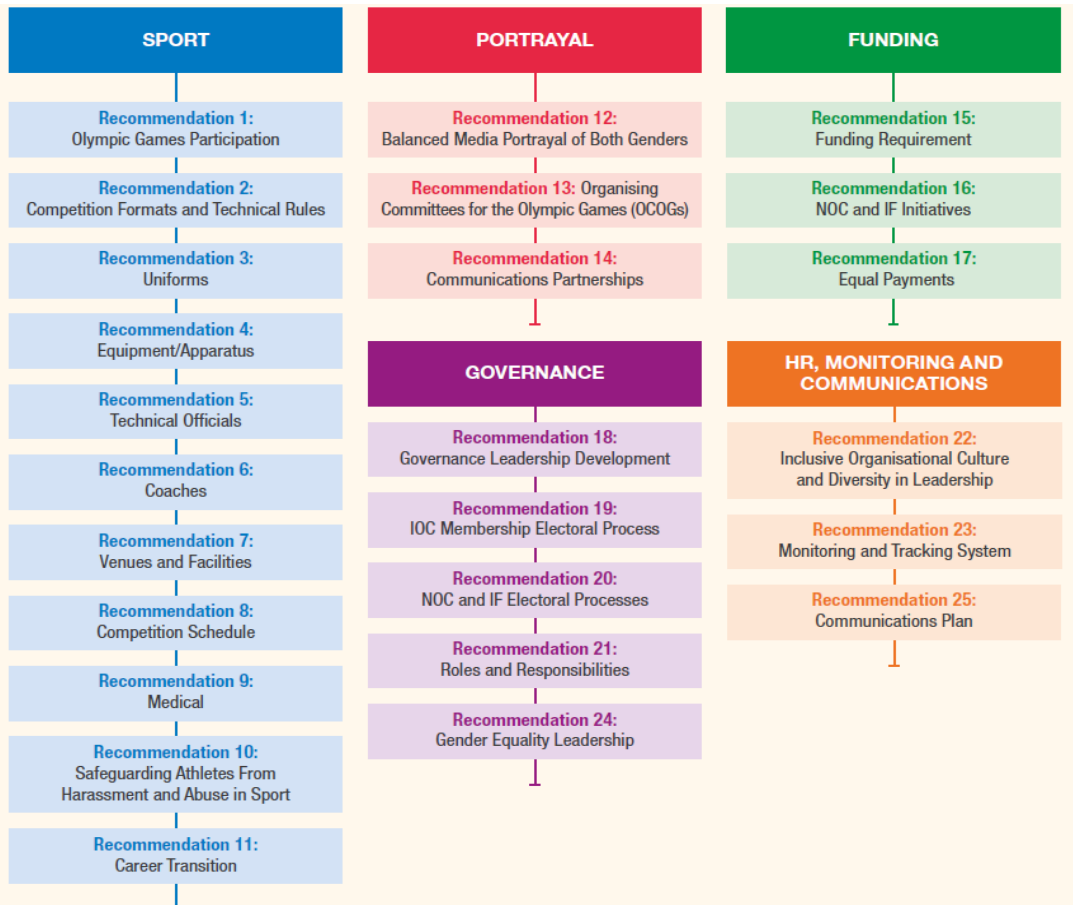 SPORT
Recommendation 1:
Olympic Games Participation
Recommendation 2:
Competition Formats and Technical Rules
Recommendation 3:
Uniforms
Recommendation 4:
Equipment/Apparatus
Recommendation 5:
Technical Officials
Recommendation 6:
Coaches
Recommendation 7:
Venues and Facilities
Recommendation 8:
Competition Schedule
Recommendation 9:
Medical
Recommendation 10:
Safeguarding Athletes From
Harassment and Abuse in Sport
Recommendation 11:
Career Transition
PORTRAYAL
Recommendation 12:
Balanced Media Portrayal of Both Genders
Recommendation 13: Organising
Committees for the Olympic Games (OCOGs)
Recommendation 14:
Communications Partnerships
GOVERNANCE
Recommendation 18:
Governance Leadership Development
Recommendation 19:
IOC Membership Electoral Process
Recommendation 20:
NOC and IF Electoral Processes
Recommendation 21:
Roles and Responsibilities
Recommendation 24:
Gender Equality Leadership
FUNDING
Recommendation 15:
Funding Requirement
Recommendation 16:
NOC and IF Initiatives
Recommendation 17:
Equal Payments
HR, MONITORING AND
COMMUNICATIONS
Recommendation 22:
Inclusive Organisational Culture
and Diversity in Leadership
Recommendation 23:
Monitoring and Tracking System
Recommendation 25:
Communications Plan